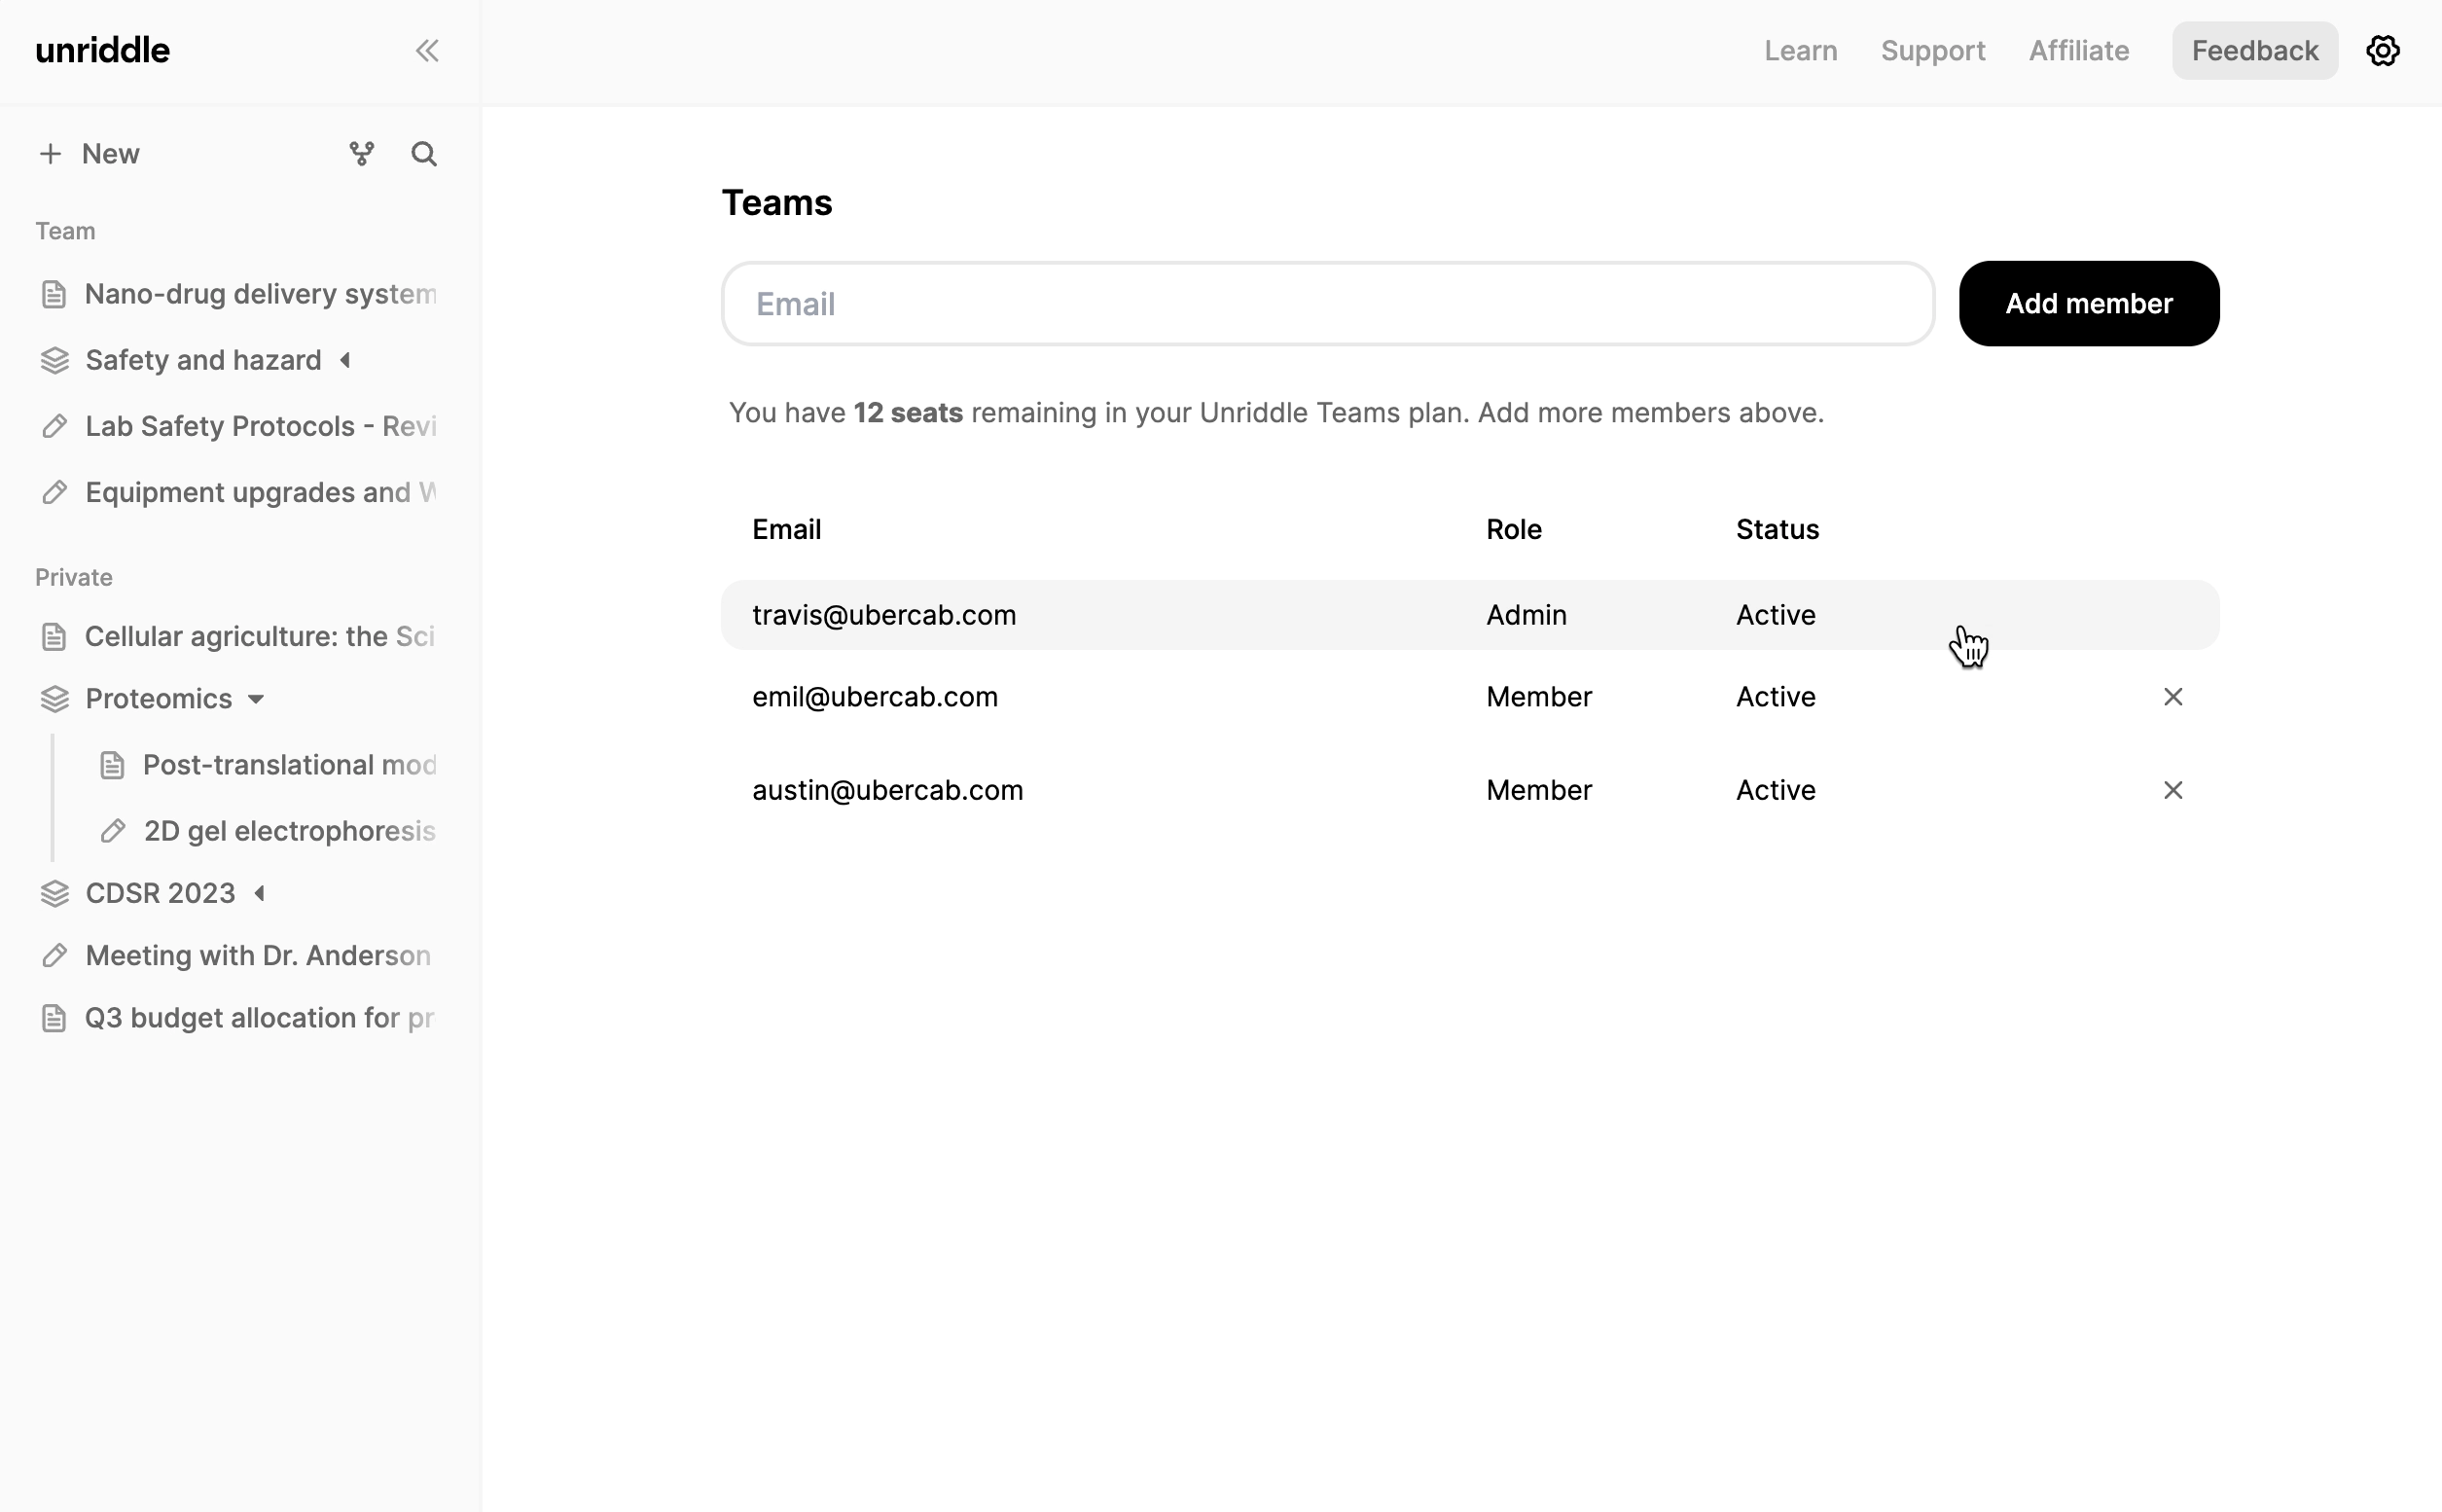 unriddle
Learn Support Affiliate Feedback
New
Team
Nano-drug delivery system
Safety and hazard
Lab Safety Protocols - Revi
Equipment upgrades and
Private
Cellular agriculture: the Sci
Proteomics
Post-translational mod
2D gel electrophoresis
CDSR 2023
Meeting with Dr. Anderson
Q3 budget allocation for pr
Teams
Email
Add member
You have 12 seats remaining in your Unriddle Teams plan. Add more members above.
Email Role Status
travis@ubercab.com Admin Active
emil@ubercab.com Member Active
austin@ubercab.com Member Active